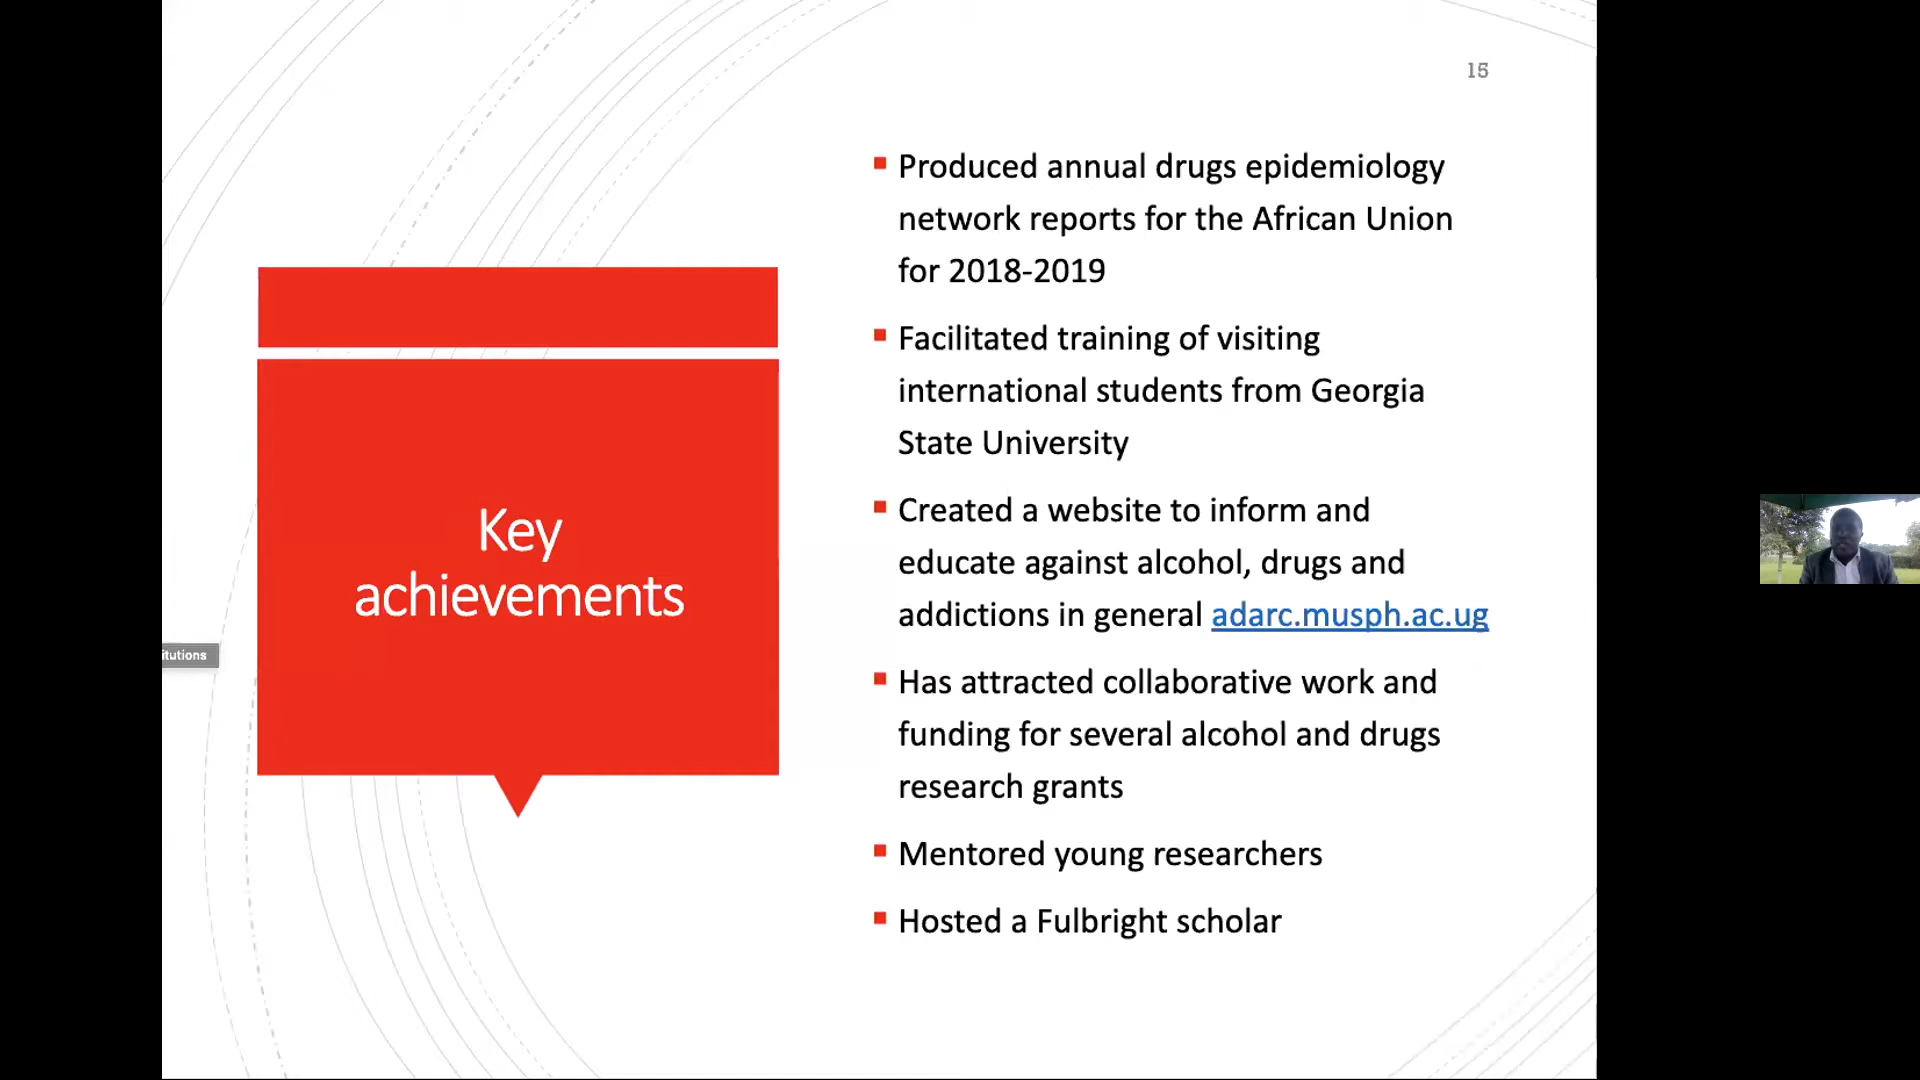 15
Key
achievements
itutions
Produced annual drugs epidemiology
network reports for the African Union
for 2018-2019
Facilitated training of visiting
international students from Georgia
State University
Created a website to inform and
educate against alcohol, drugs and
addictions in general adarc.musph.ac.ug
Has attracted collaborative work and
funding for several alcohol and drugs
research grants
Mentored young researchers
Hosted a Fulbright scholar